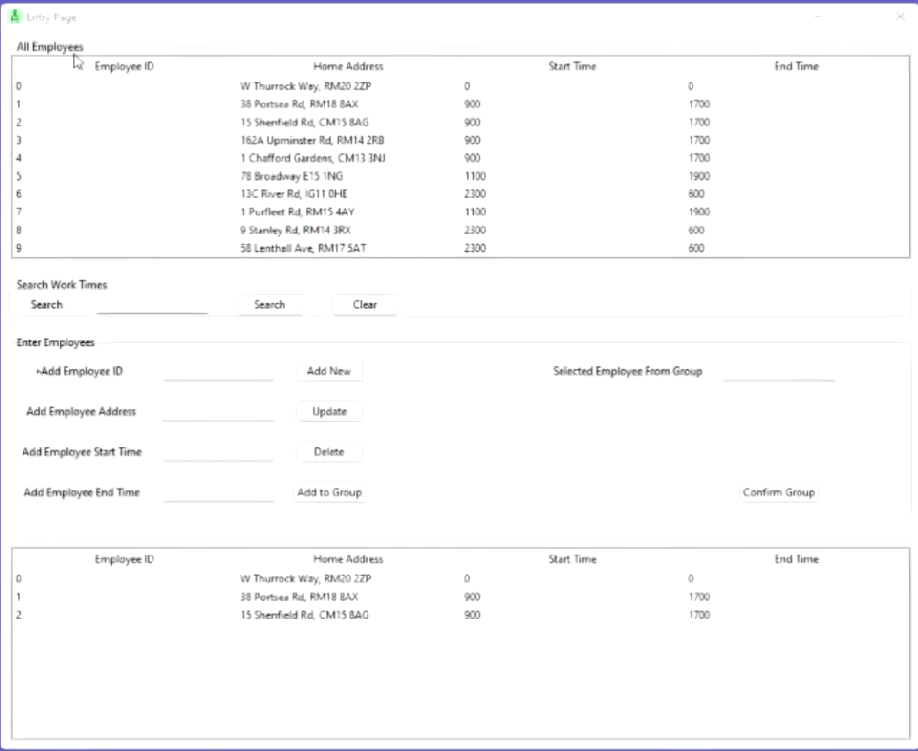 Entry Page
All Employees
Employee ID Home Address Start Time End Time
0 W Thurrock Way, RM20 2ZP 0 0
1 38 Portsea Rd, RM18 8AX 900 1700
2 15 Shenfield Rd, CM15 8AG 900 1700
3 162A Upminster Rd, RM14 2RB 900 1700
4 1 Chafford Gardens, CM13 3NJ 900 1700
5 78 Broadway E15 1NG 1100 1900
6 13C River Rd, IG11 0HE 2300 600
7 1 Purfleet Rd, RM15 4AY 1100 1900
8 9 Stanley Rd, RM14 3RX 2300 600
9 58 Lenthall Ave, RM17 5AT 2300 600
Search Work Times
Search Search Clear
Enter Employees
Add Employee ID Add New Selected Employee From Group
Add Employee Address Update
Add Employee Start Time Delete
Add Employee End Time Add to Group Confirm Group
Employee ID Home Address Start Time End Time
0 W Thurrock Way, RM20 2ZP 0 0
1 38 Portsea Rd, RM18 8AX 900 1700
2 15 Shenfield Rd, CM15 8AG 900 1700